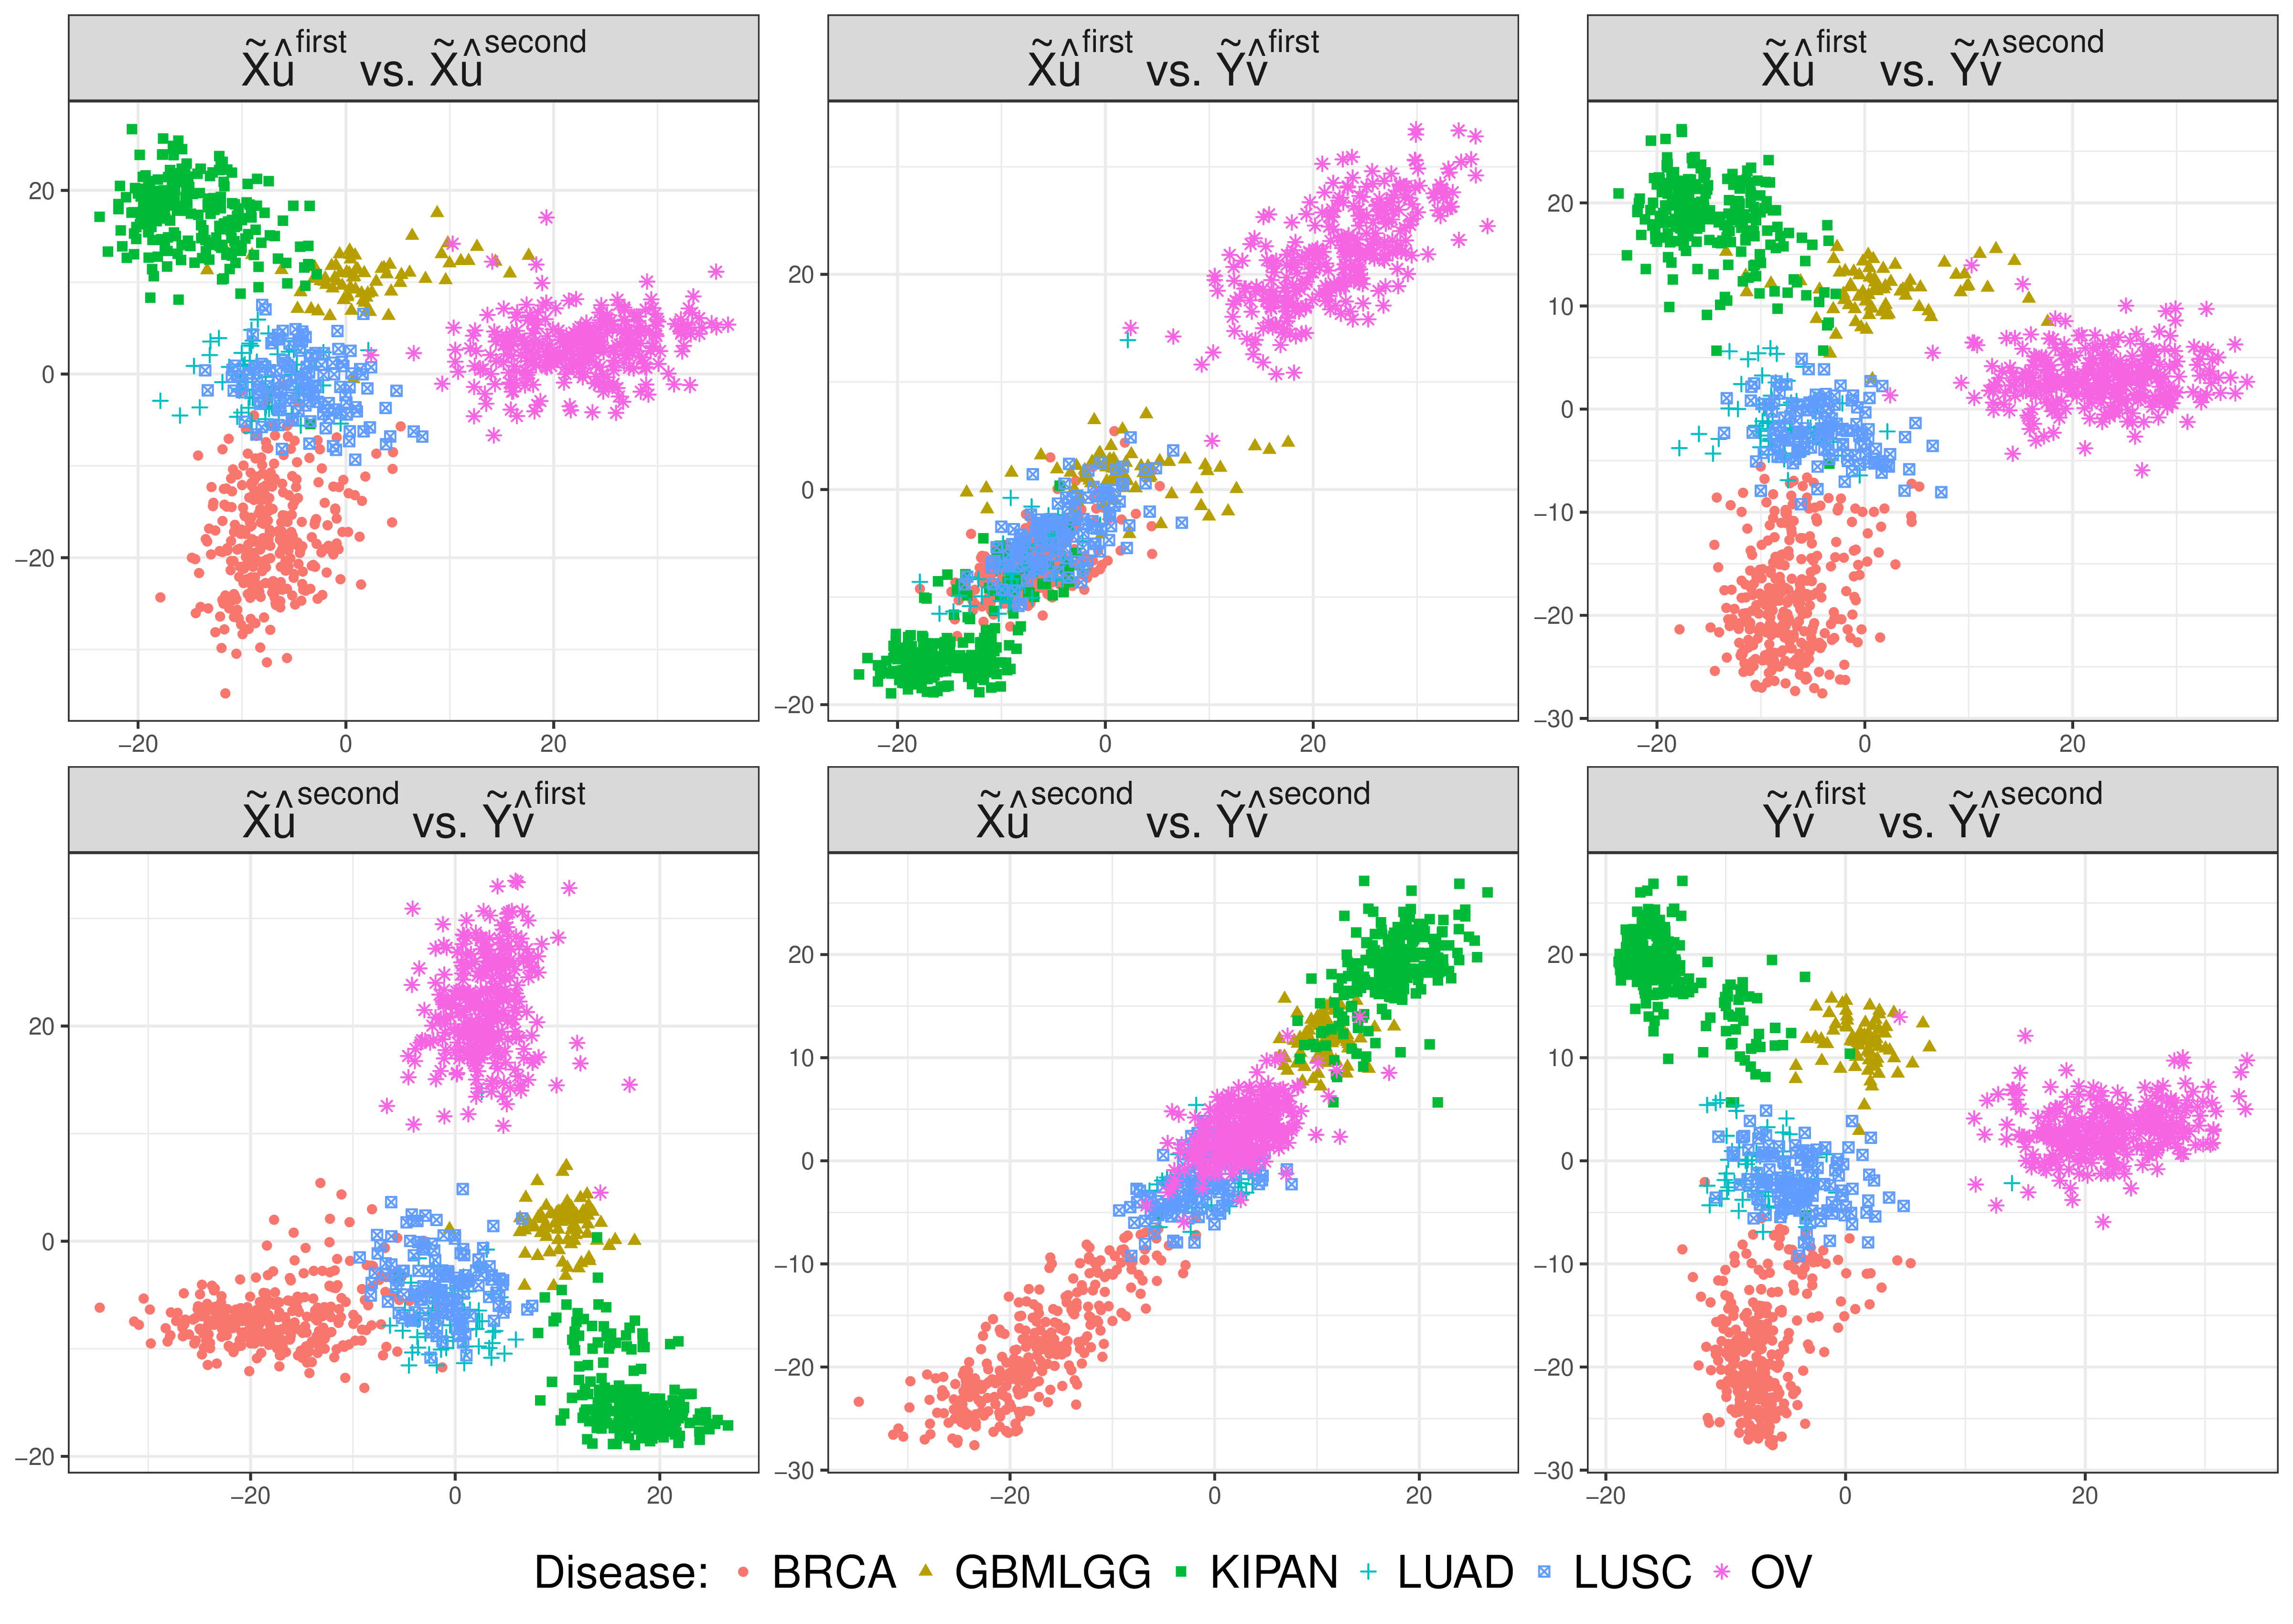 X̃û^first vs. X̃û^second
X̃û^first vs. Ỹv̂^first
X̃û^first vs. Ỹv̂^second
20
0
−20
−20 0 20
20
0
−20
−20 0 20
20
10
0
−10
−20
−30
−20 0 20
X̃û^second vs. Ỹv̂^first
X̃û^second vs. Ỹv̂^second
Ỹv̂^first vs. Ỹv̂^second
20
0
−20
−20 0 20
20
10
0
−10
−20
−30
−20 0 20
20
10
0
−10
−20
−30
−20 0 20
Disease: BRCA GBMLGG KIPAN LUAD LUSC OV